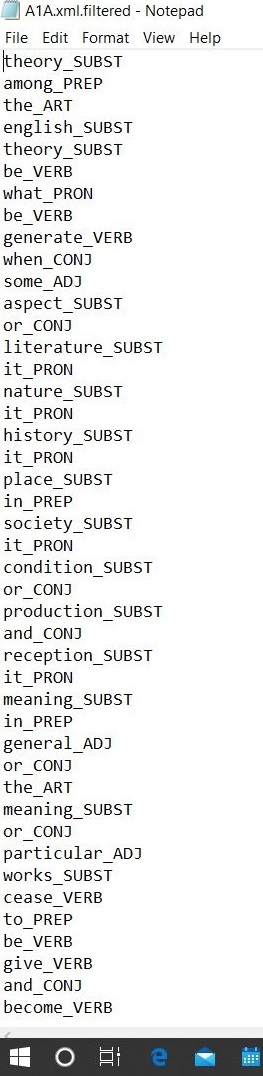 A1A.xml.filtered - Notepad
File Edit Format View Help
theory_SUBST
among_PREP
the_ART
english_SUBST
theory_SUBST
be_VERB
what_PRON
be_VERB
generate_VERB
when_CONJ
some_ADJ
aspect_SUBST
or_CONJ
literature_SUBST
it_PRON
nature_SUBST
it_PRON
history_SUBST
it_PRON
place_SUBST
in_PREP
society_SUBST
it_PRON
condition_SUBST
or_CONJ
production_SUBST
and_CONJ
reception_SUBST
it_PRON
meaning_SUBST
in_PREP
general_ADJ
or_CONJ
the_ART
meaning_SUBST
or_CONJ
particular_ADJ
works_SUBST
cease_VERB
to_PREP
be_VERB
give_VERB
and_CONJ
become_VERB